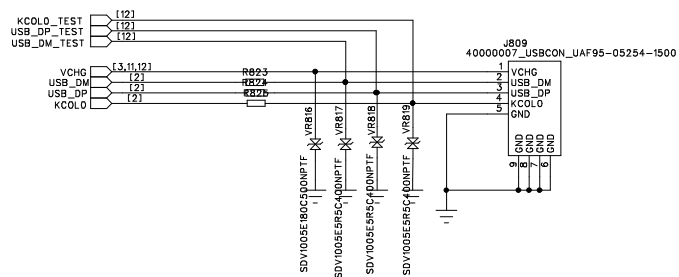 KCOLO_TEST [12]
USB_DP_TEST [12]
USB_DM_TEST [12]
VCHG [3,11,12]
USB_DM [2]
USB_DP [2]
KCOLO [2]
R823
R824
R825
VR816
VR817
VR818
VR819
SDV1005E180C500NPTF
SDV1005E5R5C400NPTF
SDV1005E5R5C400NPTF
SDV1005E5R5C400NPTF
J809
40000007_USBCON_UAF95-05254-1500
1 VCHG
2 USB_DM
3 USB_DP
4 KCOLO
5 GND
GND GND GND GND
9 8 7 6